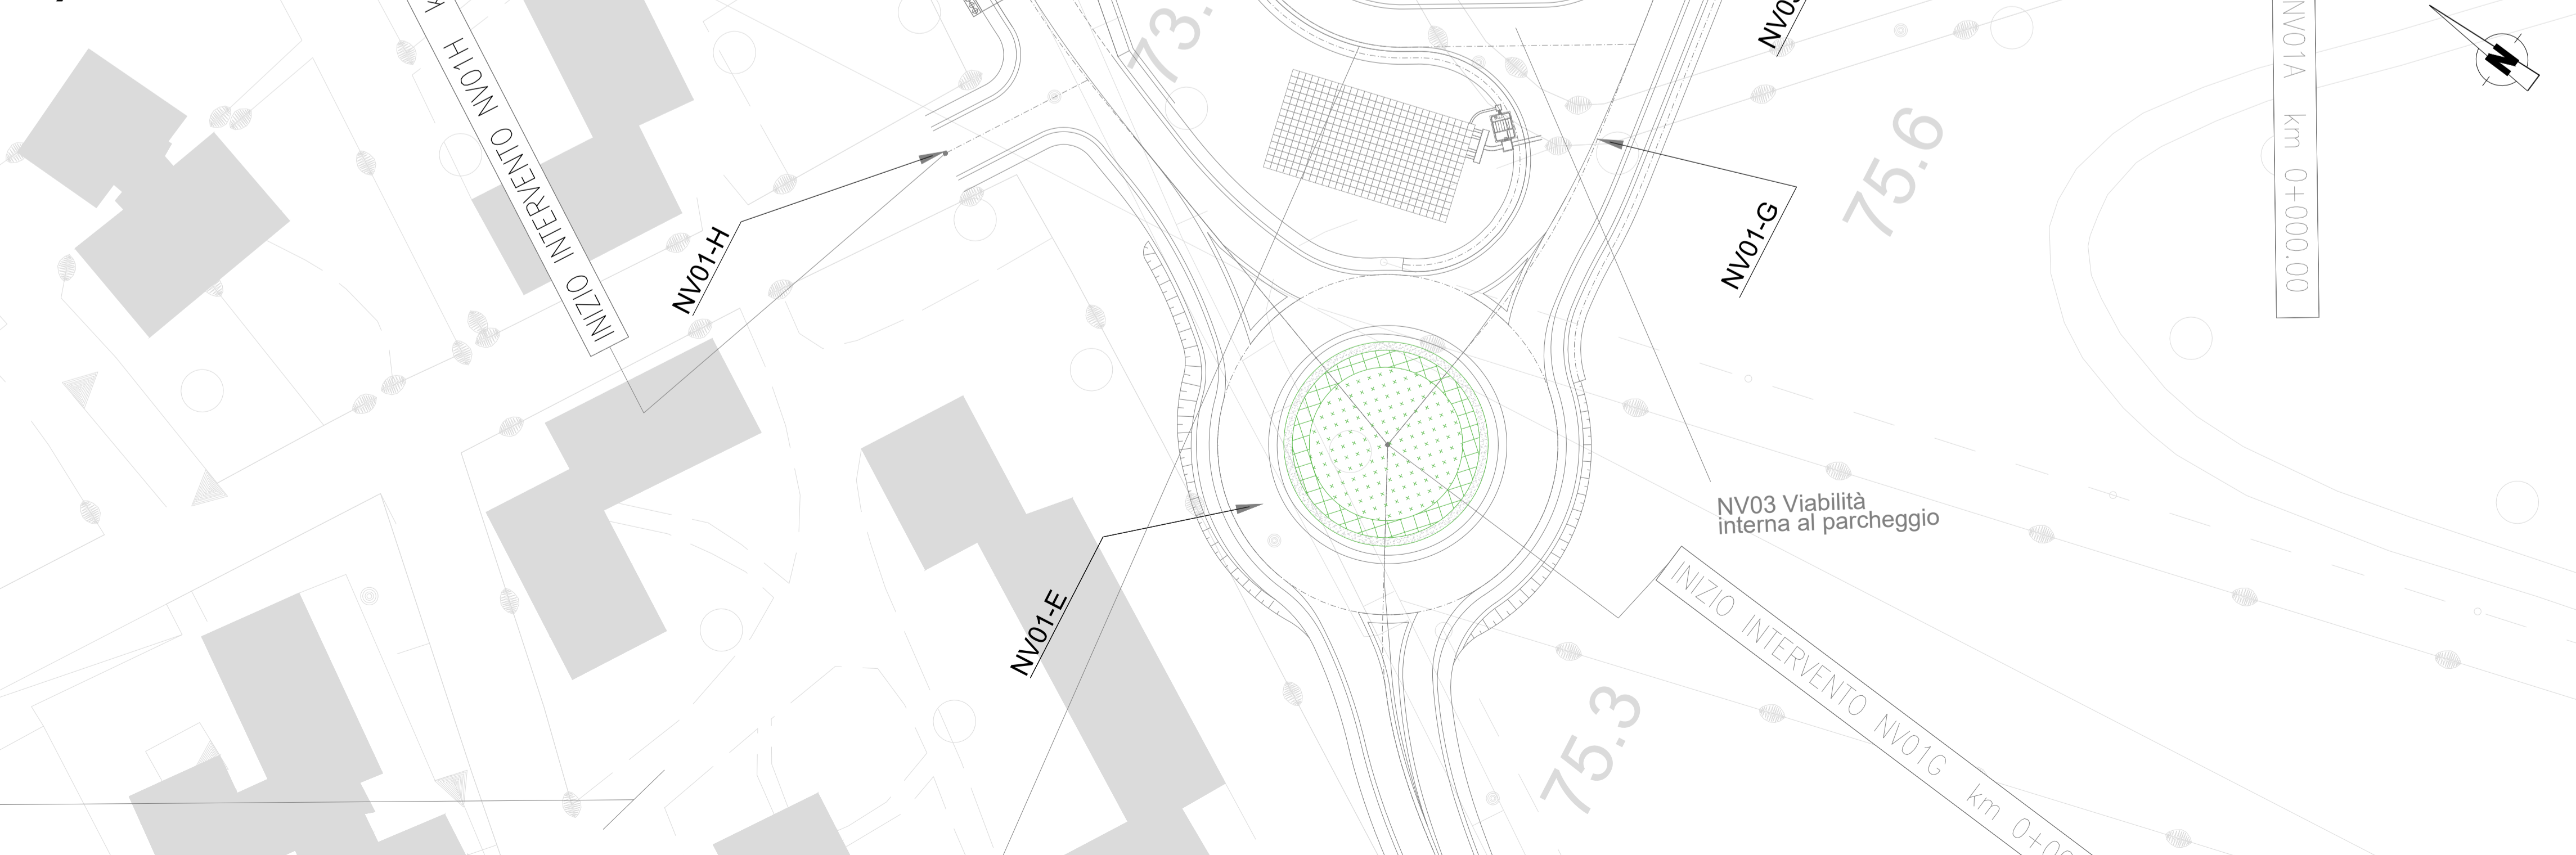 INIZIO INTERVENTO NV01H
NV01-H
73.
NV03
NV01-G
75.6
NV01A km 0+000.00
N
NV01-E
NV03 Viabilità
interna al parcheggio
INIZIO INTERVENTO NV01G km 0+00
75.3